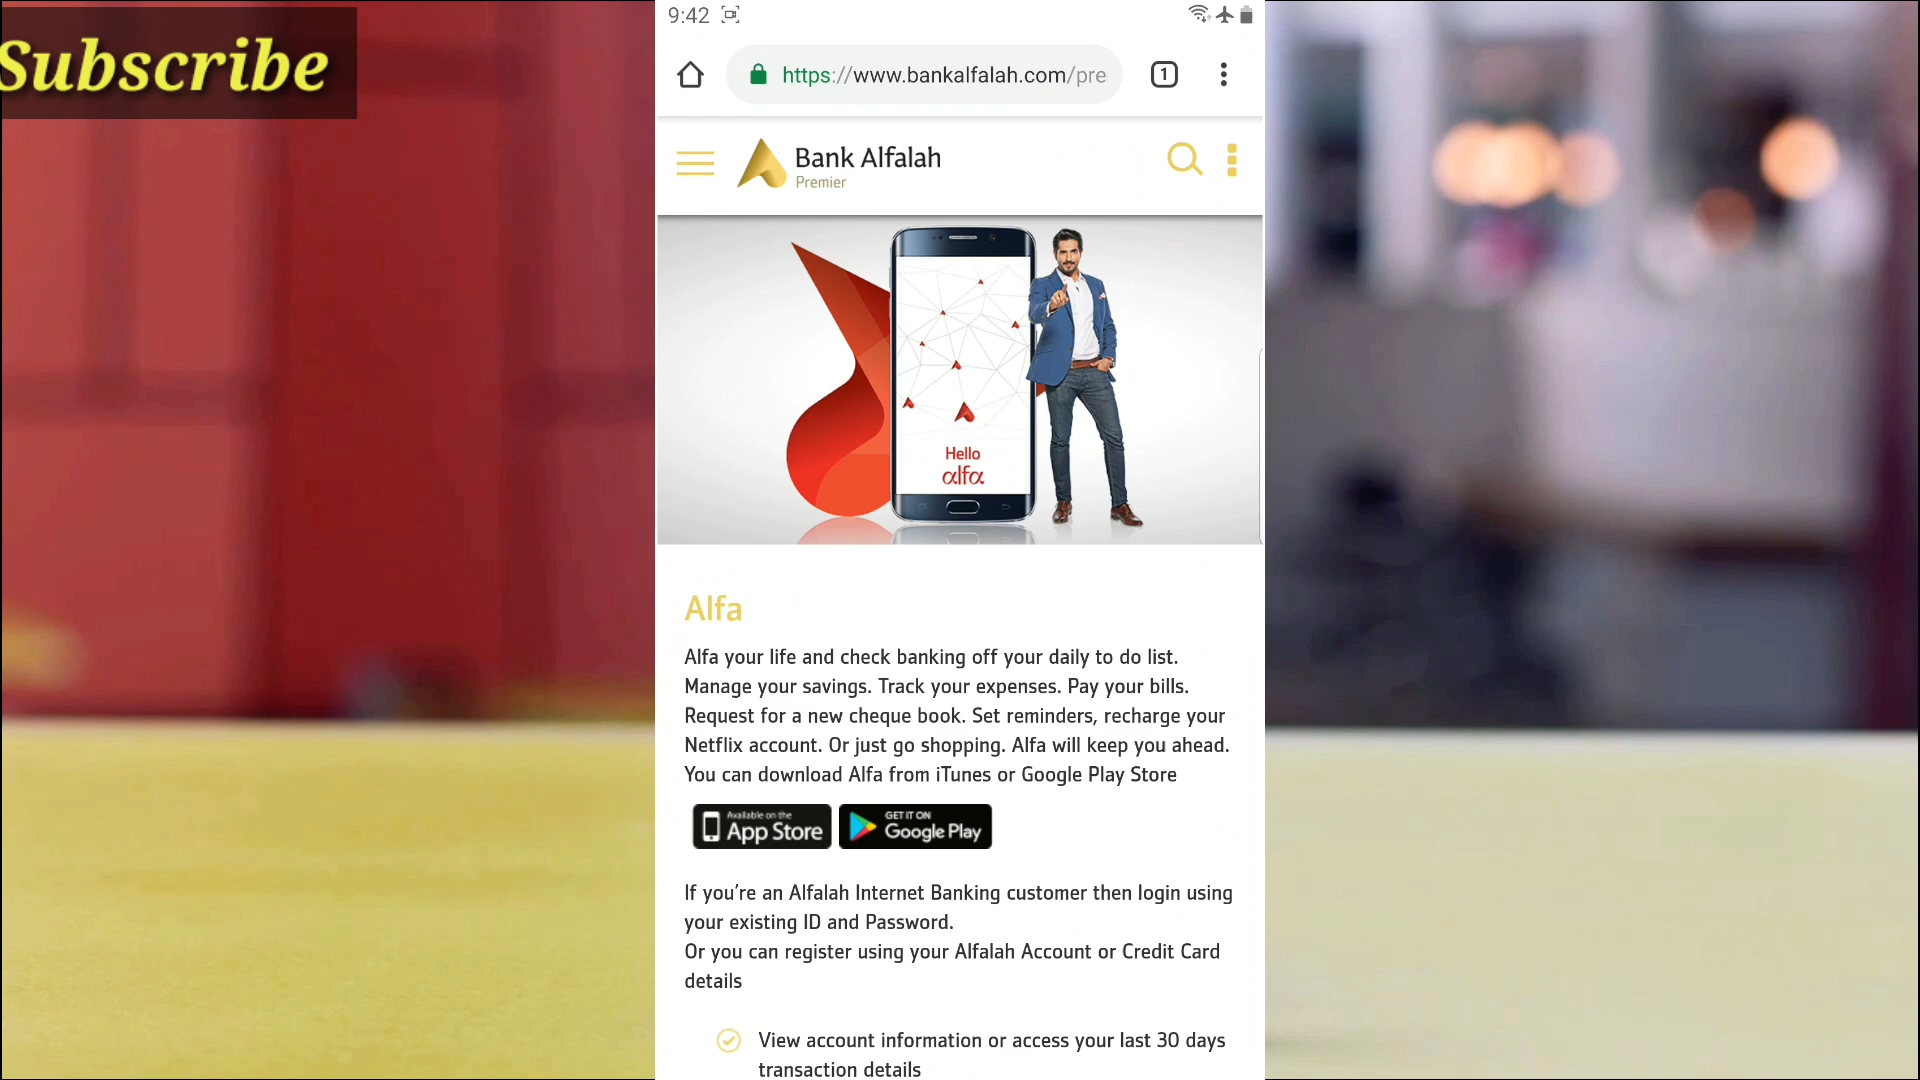 Subscribe
9:42
https://www.bankalfalah.com/pre
1
Bank Alfalah
Premier
Hello
alfa
Alfa
Alfa your life and check banking off your daily to do list.
Manage your savings. Track your expenses. Pay your bills.
Request for a new cheque book. Set reminders, recharge your
Netflix account. Or just go shopping. Alfa will keep you ahead.
You can download Alfa from iTunes or Google Play Store
Available on the
App Store
GET IT ON
Google Play
If you’re an Alfalah Internet Banking customer then login using
your existing ID and Password.
Or you can register using your Alfalah Account or Credit Card
details
View account information or access your last 30 days
transaction details